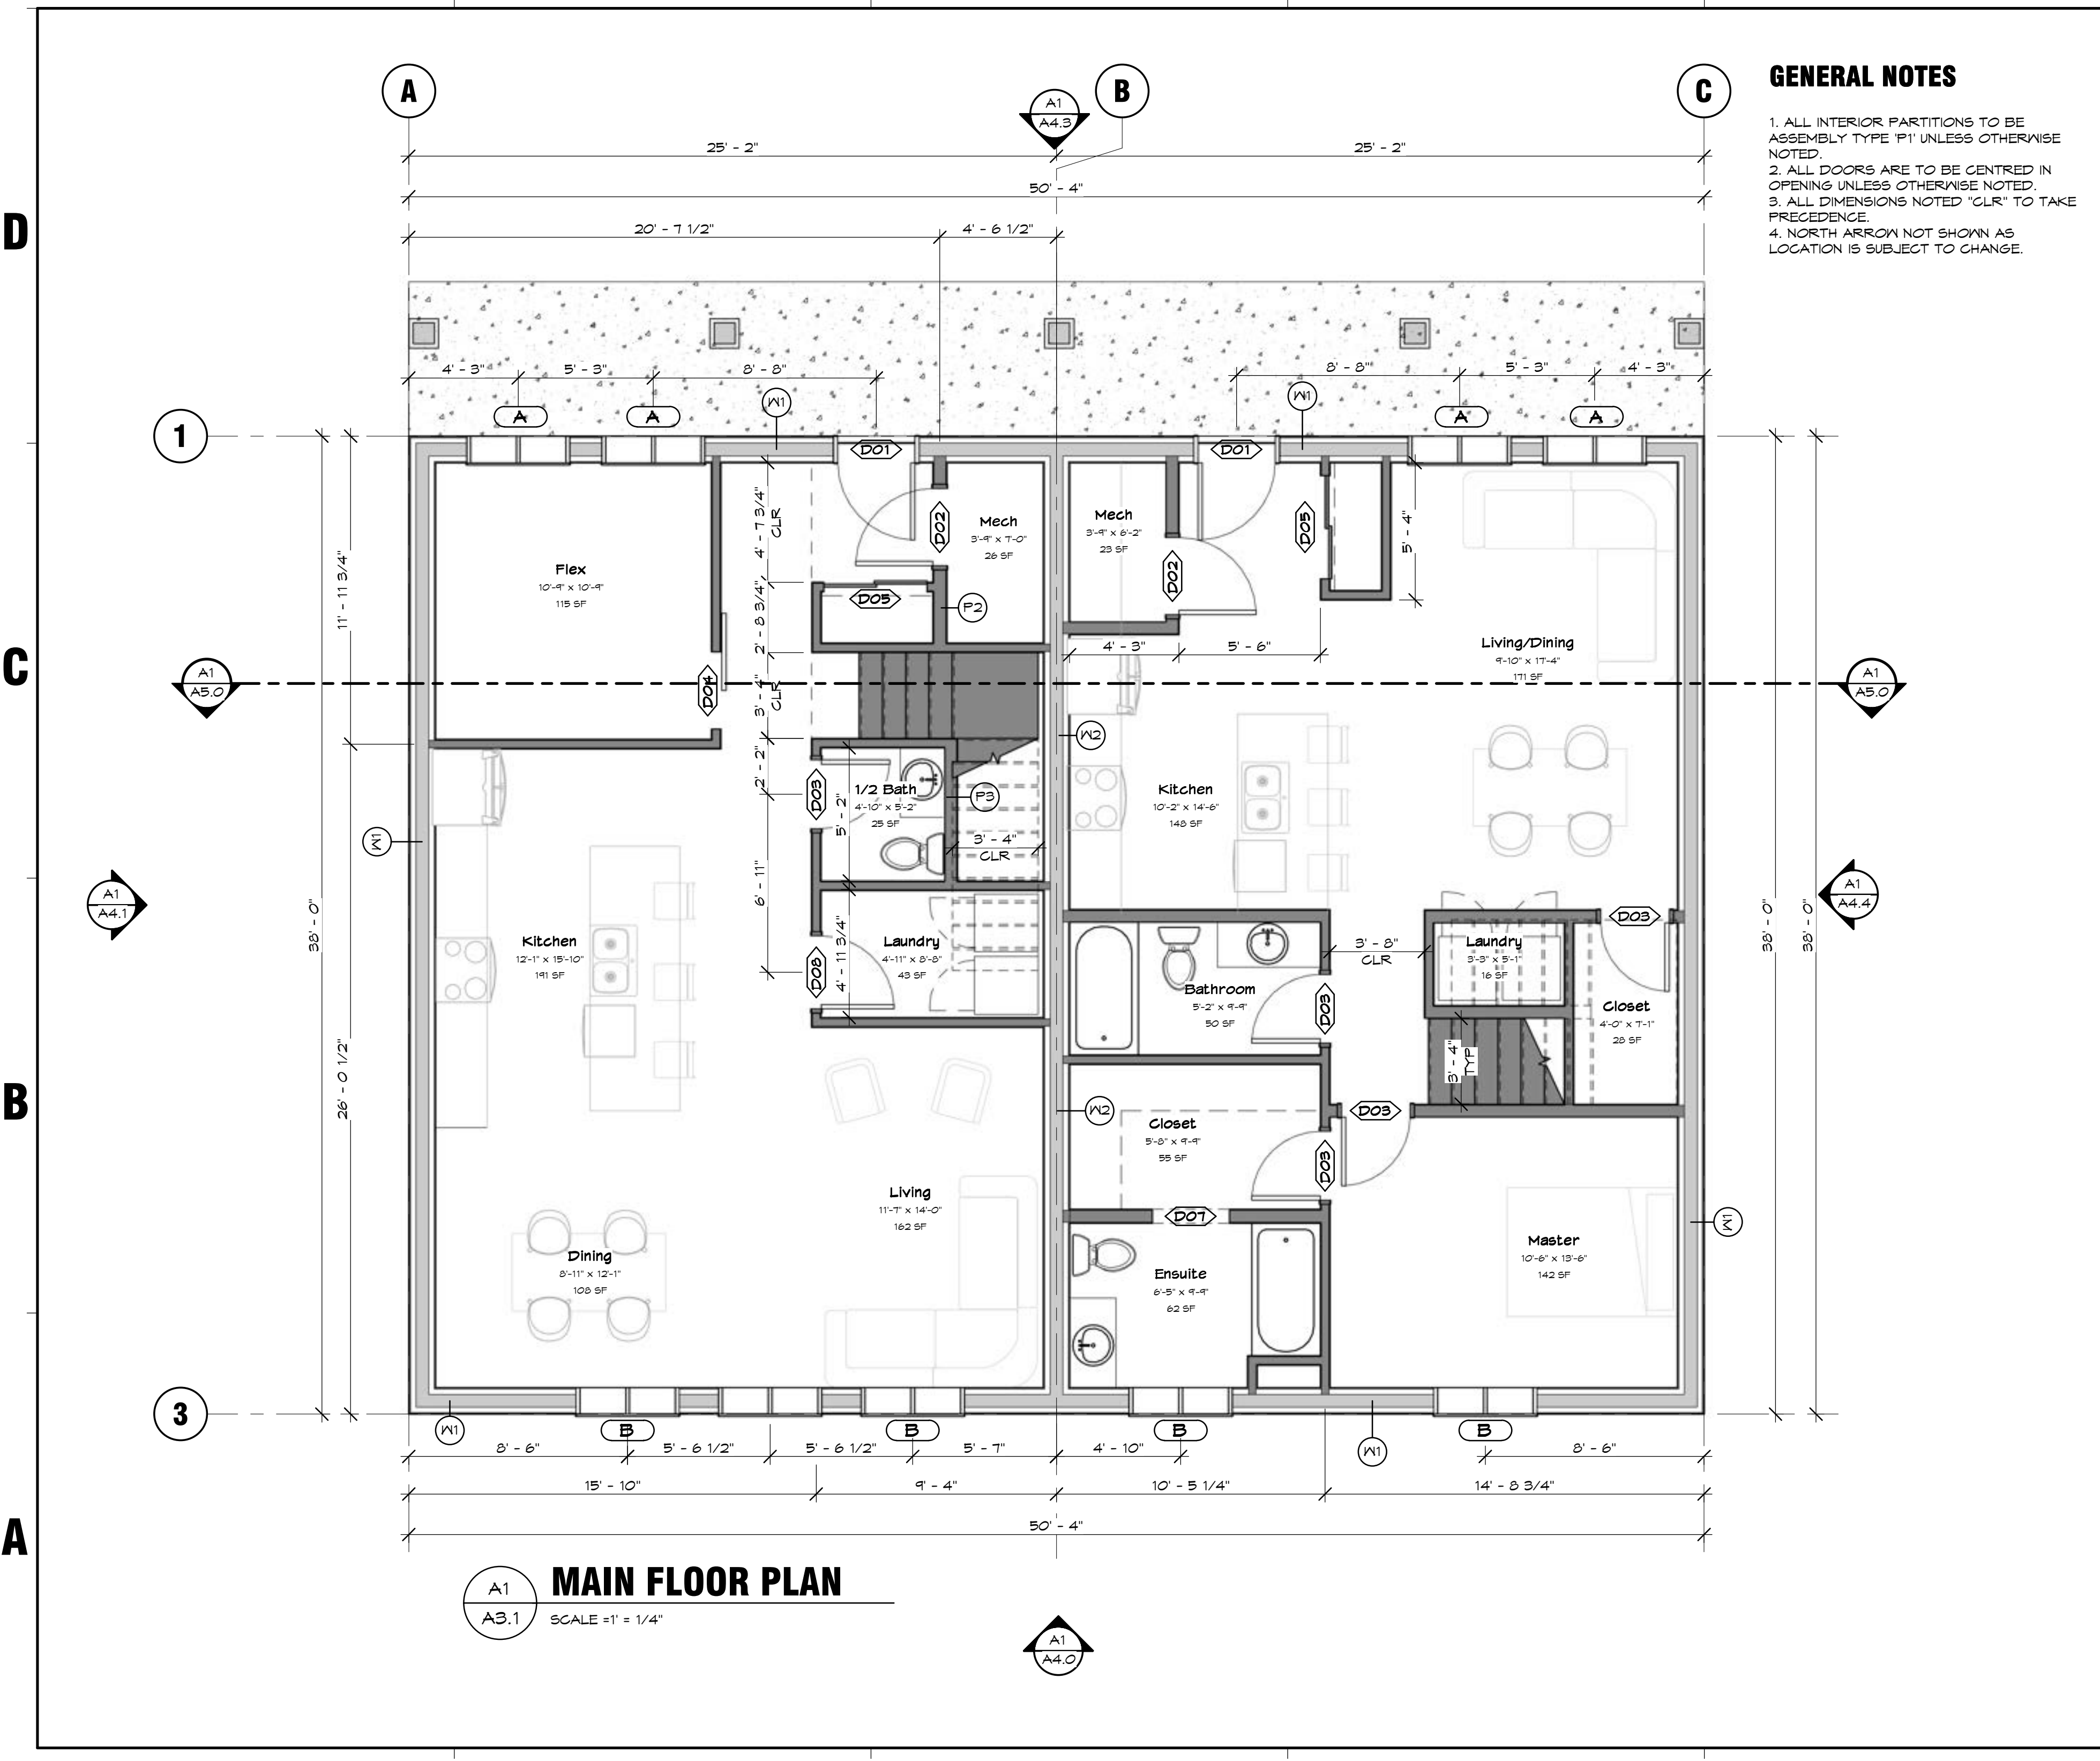 A
B
C
A1
A4.3
GENERAL NOTES
1. ALL INTERIOR PARTITIONS TO BE
ASSEMBLY TYPE 'P1' UNLESS OTHERWISE
NOTED.
2. ALL DOORS ARE TO BE CENTRED IN
OPENING UNLESS OTHERWISE NOTED.
3. ALL DIMENSIONS NOTED "CLR" TO TAKE
PRECEDENCE.
4. NORTH ARROW NOT SHOWN AS
LOCATION IS SUBJECT TO CHANGE.
25' - 2"
25' - 2"
50' - 4"
20' - 7 1/2"
4' - 6 1/2"
D
4' - 3"
5' - 3"
8' - 8"
8' - 8"
5' - 3"
4' - 3"
A
A
W1
W1
A
A
1
D01
D01
D02
Mech
3'-9" x 7'-0"
26 SF
Mech
3'-9" x 6'-2"
23 SF
D02
D05
5' - 4"
4' - 7 3/4"
CLR
Flex
10'-9" x 10'-9"
115 SF
11' - 11 3/4"
D05
P2
2' - 8 3/4"
4' - 3"
5' - 6"
Living/Dining
9'-10" x 17'-4"
171 SF
C
A1
A5.0
D04
3' - 4"
CLR
A1
A5.0
W2
2' - 2"
D03
1/2 Bath
4'-10" x 5'-2"
25 SF
5' - 2"
P3
3' - 4"
CLR
Kitchen
10'-2" x 14'-6"
148 SF
W1
A1
A4.1
38' - 0"
6' - 11"
A1
A4.4
38' - 0"
38' - 0"
Kitchen
12'-1" x 15'-10"
191 SF
D08
4' - 11 3/4"
Laundry
4'-11" x 8'-8"
43 SF
3' - 8"
CLR
Laundry
3'-3" x 5'-1"
16 SF
D03
Bathroom
5'-2" x 9'-9"
50 SF
D03
Closet
4'-0" x 7'-1"
28 SF
26' - 0 1/2"
3' - 4"
TYP
B
W2
D03
Closet
5'-8" x 9'-9"
55 SF
D03
Living
11'-7" x 14'-0"
162 SF
D07
W1
Dining
8'-11" x 12'-1"
108 SF
Ensuite
6'-5" x 9'-9"
62 SF
Master
10'-6" x 13'-6"
142 SF
3
W1
B
B
B
W1
B
8' - 6"
5' - 6 1/2"
5' - 6 1/2"
5' - 7"
4' - 10"
8' - 6"
15' - 10"
9' - 4"
10' - 5 1/4"
14' - 8 3/4"
50' - 4"
A
A1
A3.1
MAIN FLOOR PLAN
SCALE =1' = 1/4"
A1
A4.0